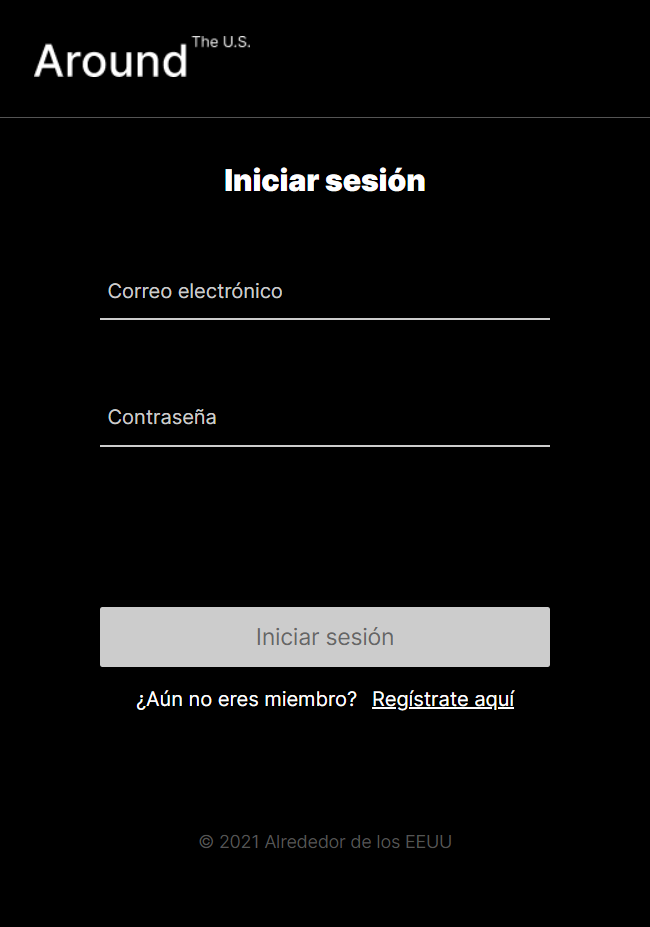 Around The U.S.
Iniciar sesión
Correo electrónico
Contraseña
Iniciar sesión
¿Aún no eres miembro? Regístrate aquí
© 2021 Alrededor de los EEUU